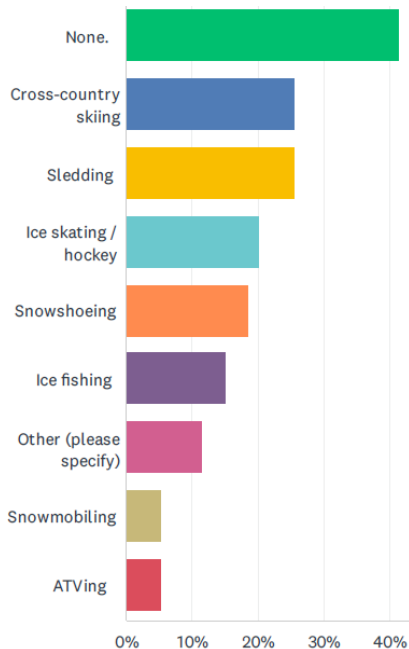 None.
Cross-country
skiing
Sledding
Ice skating /
hockey
Snowshoeing
Ice fishing
Other (please
specify)
Snowmobiling
ATVing
0% 10% 20% 30% 40%